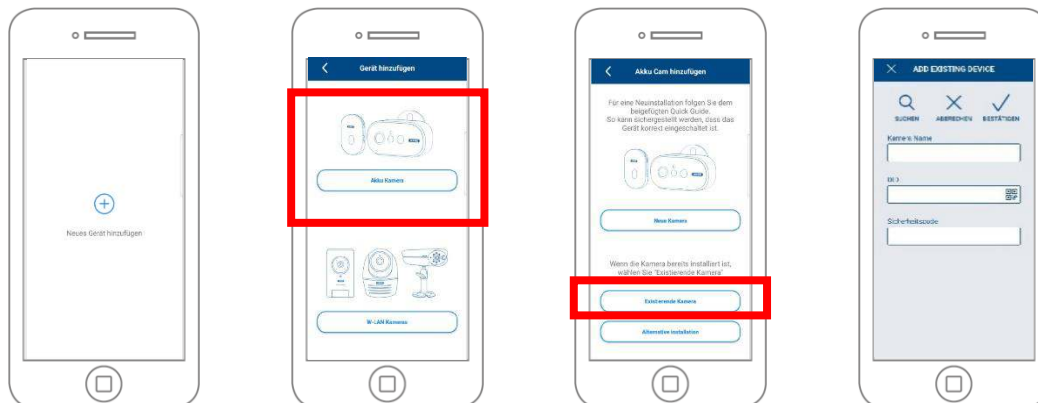 Neues Gerät hinzufügen
Gerät hinzufügen
Akku Kamera
W-LAN Kameras
Akku Cam hinzufügen
Für eine Neuinstallation folgen Sie dem
beigefügten Quick Guide.
So kann sichergestellt werden, dass das
Gerät korrekt eingeschaltet ist.
Neue Kamera
Wenn die Kamera bereits installiert ist,
wählen Sie "Existierende Kamera"
Existierende Kamera
Alternative Installation
ADD EXISTING DEVICE
SUCHEN ABBRECHEN BESTÄTIGEN
Kamera Name
Sicherheitscode